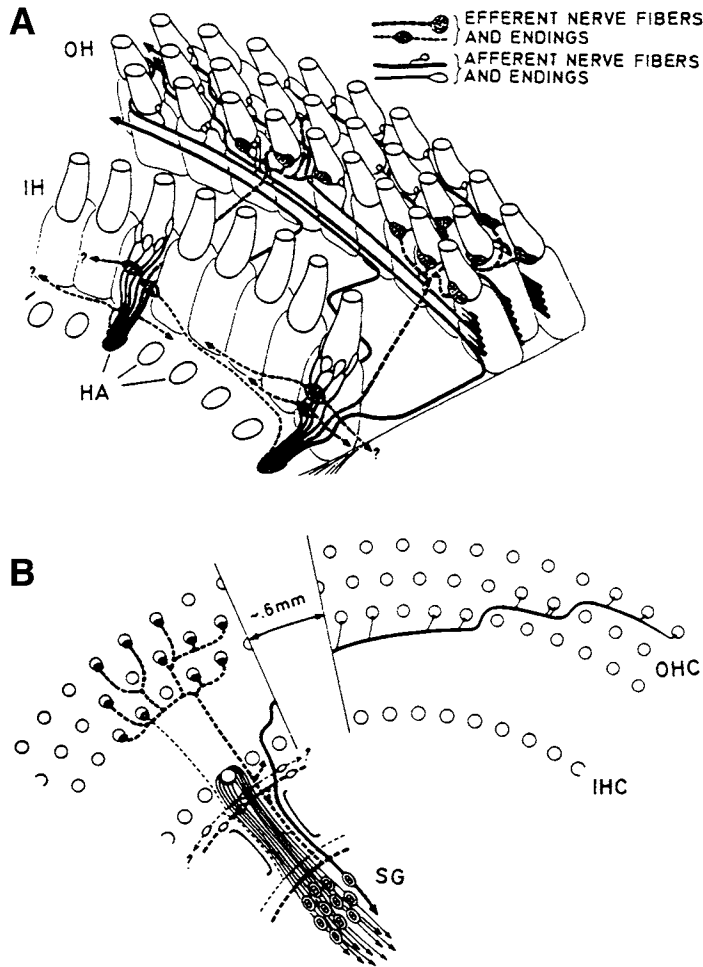 A
EFFERENT NERVE FIBERS
AND ENDINGS
AFFERENT NERVE FIBERS
AND ENDINGS
OH
IH
?
?
HA
?
B
~.6mm
OHC
?
IHC
?
SG